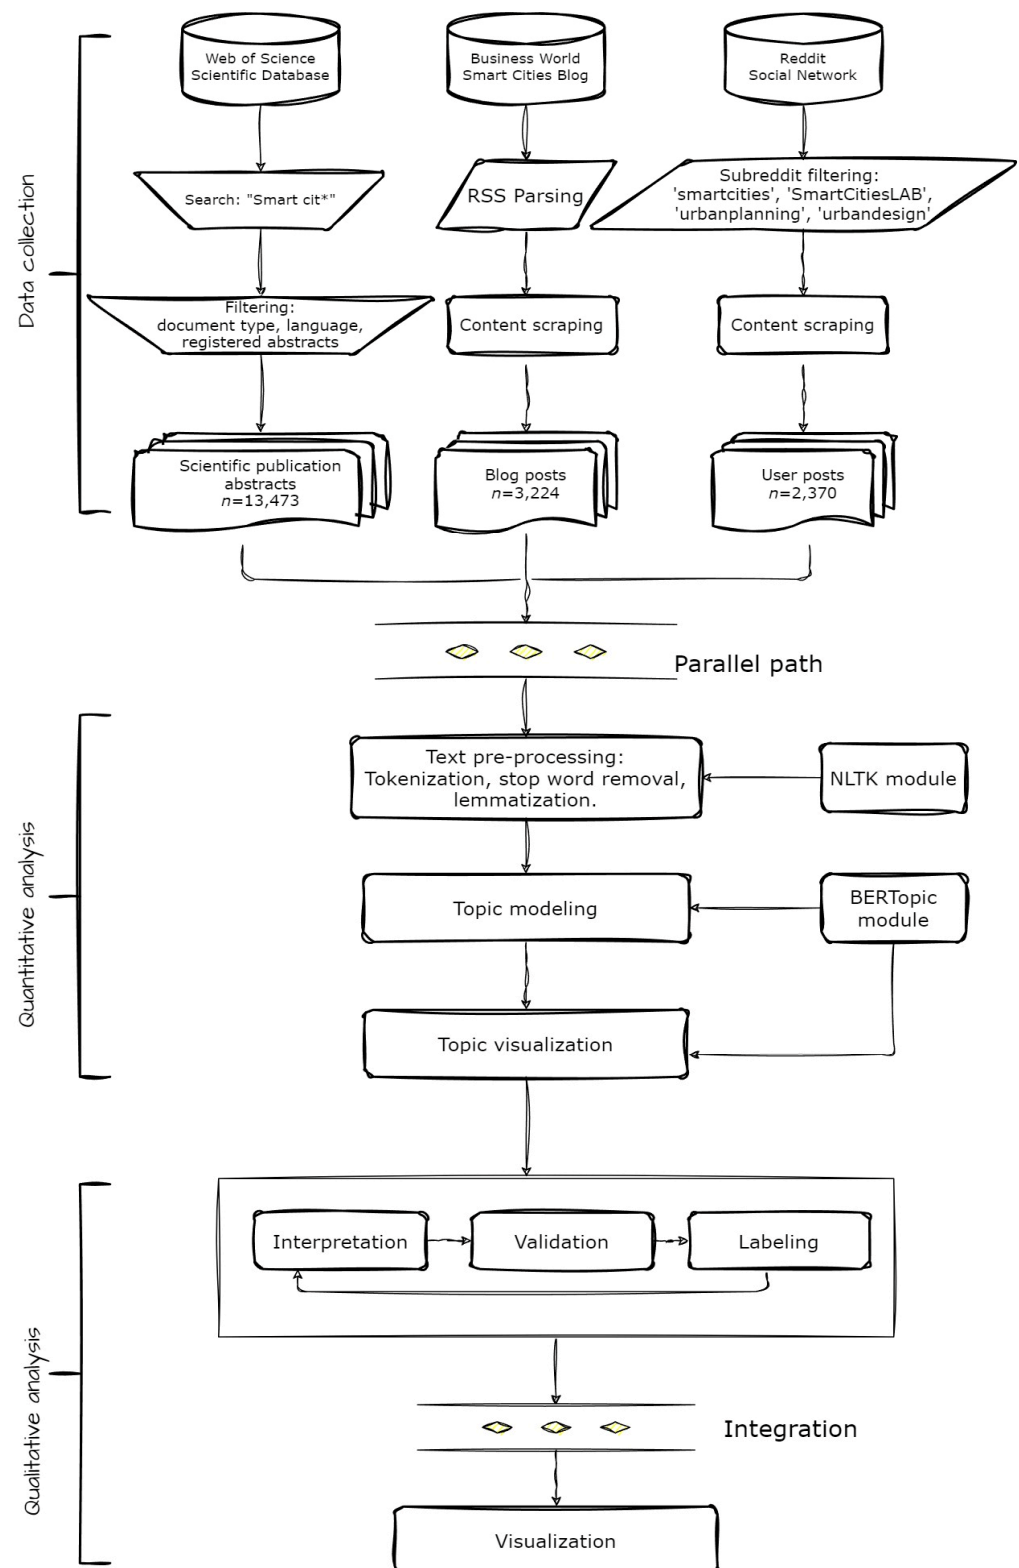 Web of Science
Scientific Database
Business World
Smart Cities Blog
Reddit
Social Network
Data collection
Search: "Smart cit*"
RSS Parsing
Subreddit filtering:
'smartcities', 'SmartCitiesLAB',
'urbanplanning', 'urbandesign'
Filtering:
document type, language,
registered abstracts
Content scraping
Content scraping
Scientific publication
abstracts
n=13,473
Blog posts
n=3,224
User posts
n=2,370
Parallel path
Quantitative analysis
Text pre-processing:
Tokenization, stop word removal,
lemmatization.
NLTK module
Topic modeling
BERTopic
module
Topic visualization
Qualitative analysis
Interpretation
Validation
Labeling
Integration
Visualization